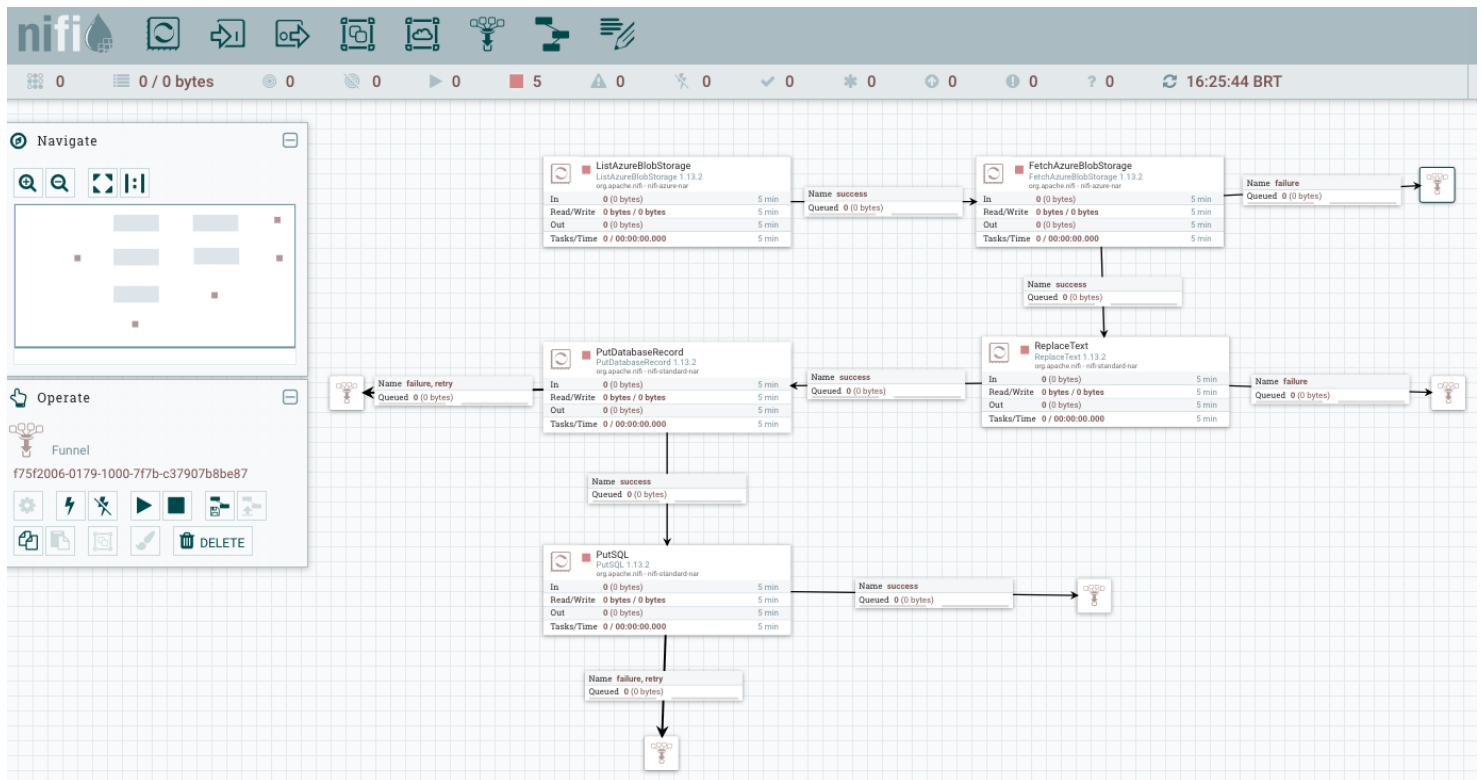 nifi
0
0 / 0 bytes
0
0
0
5
0
0
0
0
0
0
? 0
16:25:44 BRT
Navigate
Operate
Funnel
f75f2006-0179-1000-7f7b-c37907b8be87
DELETE
ListAzureBlobStorage
ListAzureBlobStorage 1.13.2
org.apache.nifi - nifi-azure-nar
In 0 (0 bytes) 5 min
Read/Write 0 bytes / 0 bytes 5 min
Out 0 (0 bytes) 5 min
Tasks/Time 0 / 00:00:00.000 5 min
Name success
Queued 0 (0 bytes)
FetchAzureBlobStorage
FetchAzureBlobStorage 1.13.2
org.apache.nifi - nifi-azure-nar
In 0 (0 bytes) 5 min
Read/Write 0 bytes / 0 bytes 5 min
Out 0 (0 bytes) 5 min
Tasks/Time 0 / 00:00:00.000 5 min
Name failure
Queued 0 (0 bytes)
Name success
Queued 0 (0 bytes)
ReplaceText
ReplaceText 1.13.2
org.apache.nifi - nifi-standard-nar
In 0 (0 bytes) 5 min
Read/Write 0 bytes / 0 bytes 5 min
Out 0 (0 bytes) 5 min
Tasks/Time 0 / 00:00:00.000 5 min
Name failure
Queued 0 (0 bytes)
Name success
Queued 0 (0 bytes)
PutDatabaseRecord
PutDatabaseRecord 1.13.2
org.apache.nifi - nifi-standard-nar
In 0 (0 bytes) 5 min
Read/Write 0 bytes / 0 bytes 5 min
Out 0 (0 bytes) 5 min
Tasks/Time 0 / 00:00:00.000 5 min
Name failure, retry
Queued 0 (0 bytes)
Name success
Queued 0 (0 bytes)
PutSQL
PutSQL 1.13.2
org.apache.nifi - nifi-standard-nar
In 0 (0 bytes) 5 min
Read/Write 0 bytes / 0 bytes 5 min
Out 0 (0 bytes) 5 min
Tasks/Time 0 / 00:00:00.000 5 min
Name success
Queued 0 (0 bytes)
Name failure, retry
Queued 0 (0 bytes)